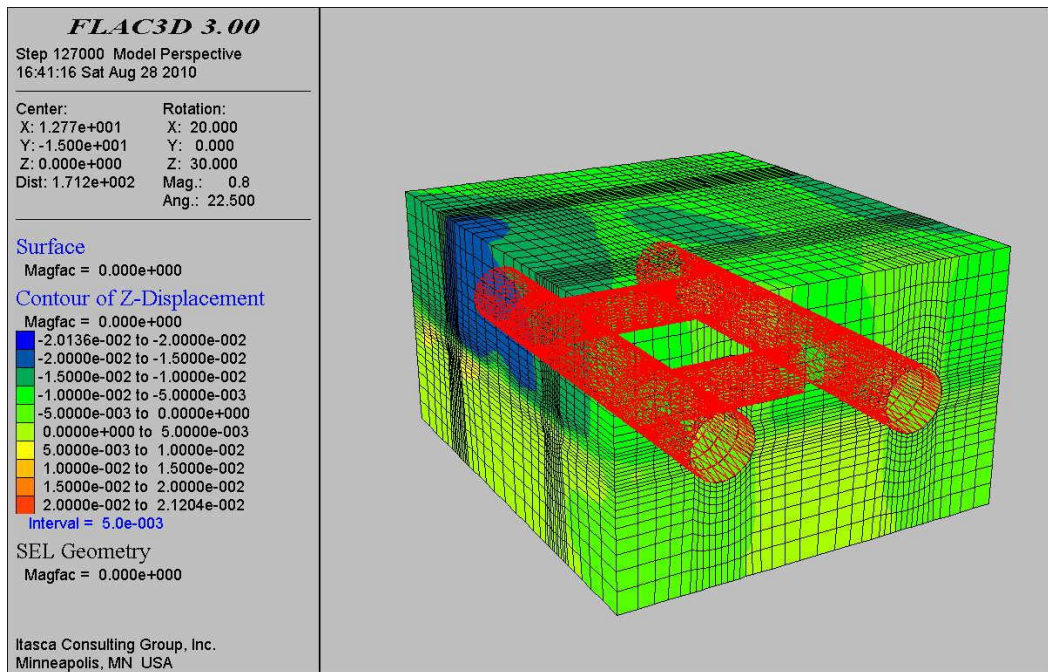 FLAC3D 3.00
Step 127000 Model Perspective
16:41:16 Sat Aug 28 2010
Center: Rotation:
X: 1.277e+001 X: 20.000
Y: -1.500e+001 Y: 0.000
Z: 0.000e+000 Z: 30.000
Dist: 1.712e+002 Mag.: 0.8
Ang.: 22.500
Surface
Magfac = 0.000e+000
Contour of Z-Displacement
Magfac = 0.000e+000
-2.0136e-002 to -2.0000e-002
-2.0000e-002 to -1.5000e-002
-1.5000e-002 to -1.0000e-002
-1.0000e-002 to -5.0000e-003
-5.0000e-003 to 0.0000e+000
0.0000e+000 to 5.0000e-003
5.0000e-003 to 1.0000e-002
1.0000e-002 to 1.5000e-002
1.5000e-002 to 2.0000e-002
2.0000e-002 to 2.1204e-002
Interval = 5.0e-003
SEL Geometry
Magfac = 0.000e+000
Itasca Consulting Group, Inc.
Minneapolis, MN USA